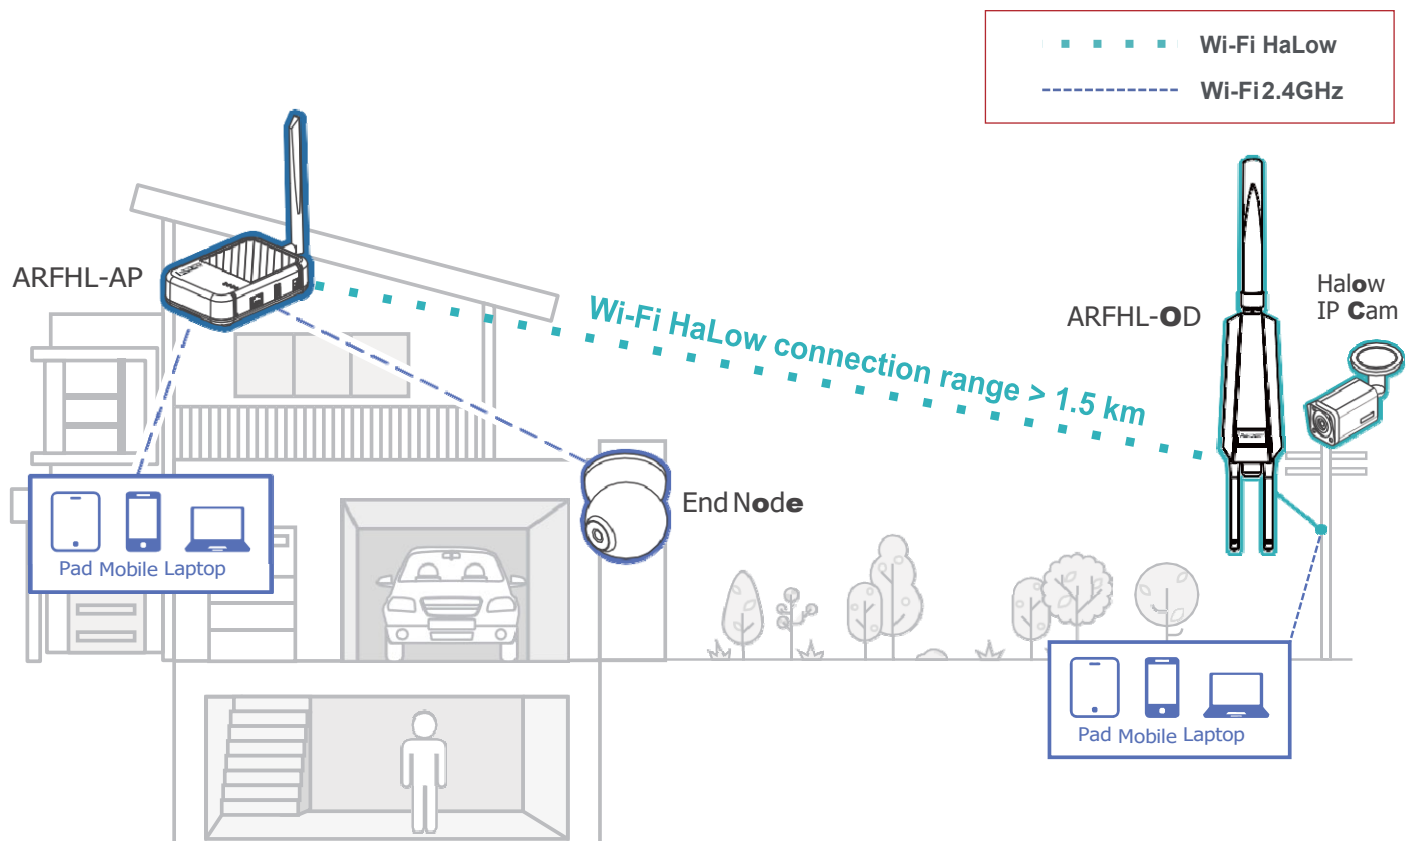 Wi-Fi HaLow
Wi-Fi 2.4GHz
ARFHL-AP
Wi-Fi HaLow connection range > 1.5 km
ARFHL-OD
Halow
IP Cam
End Node
Pad Mobile Laptop
Pad Mobile Laptop